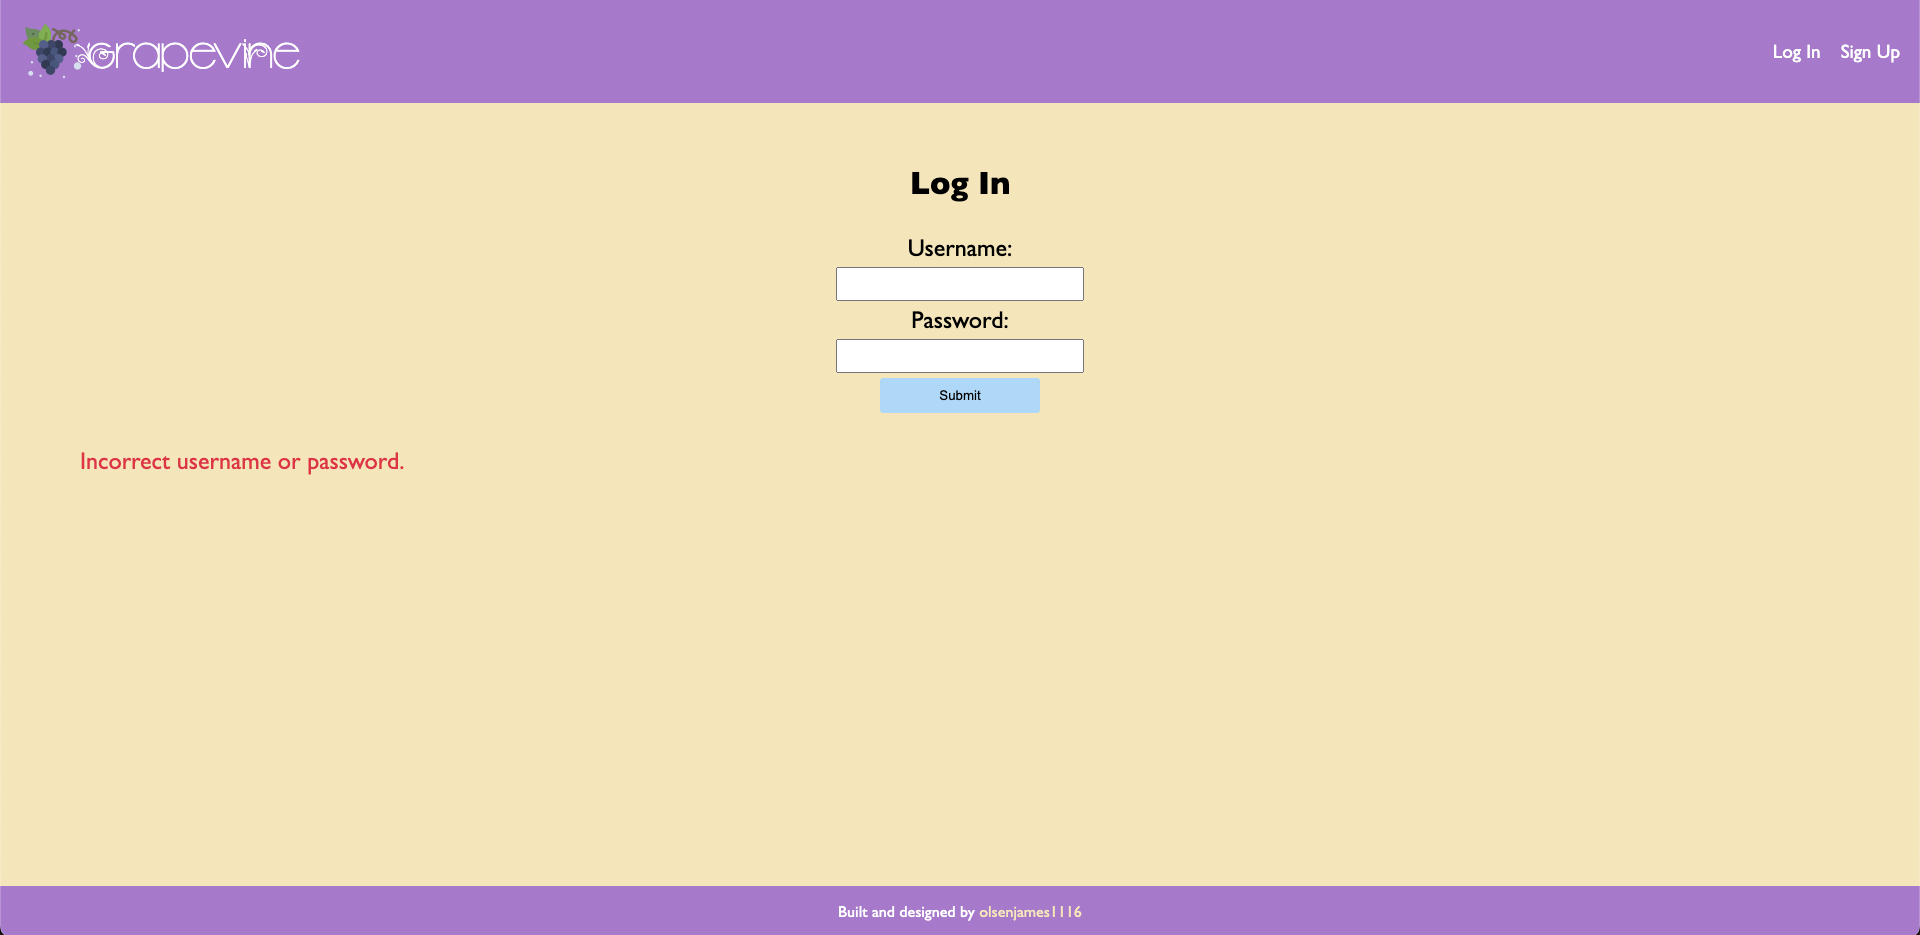 grapevine
Log In
Sign Up
Log In
Username:
Password:
Submit
Incorrect username or password.
Built and designed by olsenjames1116